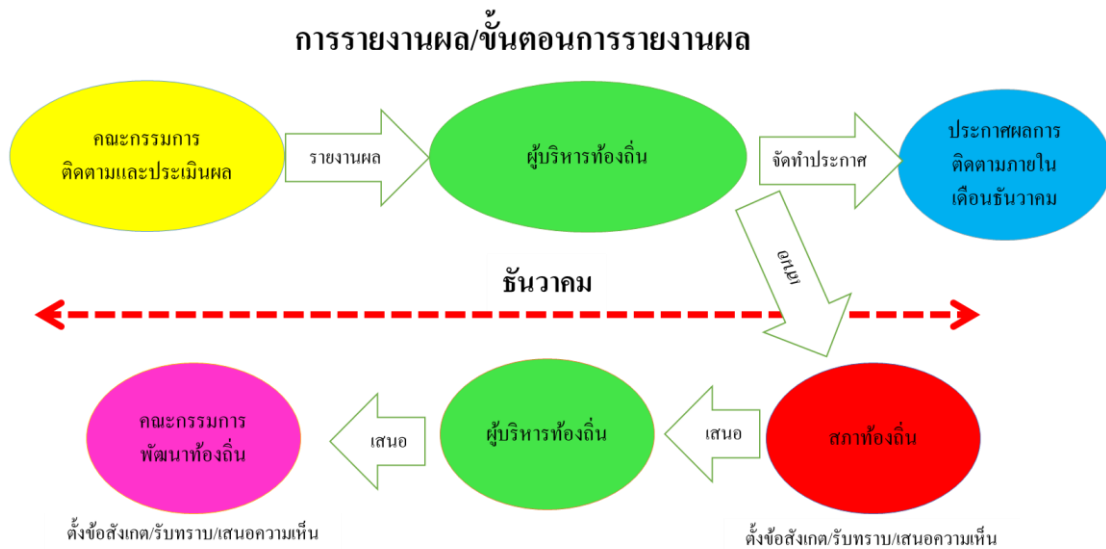 การรายงานผล/ขั้นตอนการรายงานผล
คณะกรรมการ
ติดตามและประเมินผล
รายงานผล
ผู้บริหารท้องถิ่น
จัดทำประกาศ
ประกาศผลการ
ติดตามภายใน
เดือนธันวาคม
เสนอ
ธันวาคม
สภาท้องถิ่น
เสนอ
ผู้บริหารท้องถิ่น
เสนอ
คณะกรรมการ
พัฒนาท้องถิ่น
ตั้งข้อสังเกต/รับทราบ/เสนอความเห็น
ตั้งข้อสังเกต/รับทราบ/เสนอความเห็น